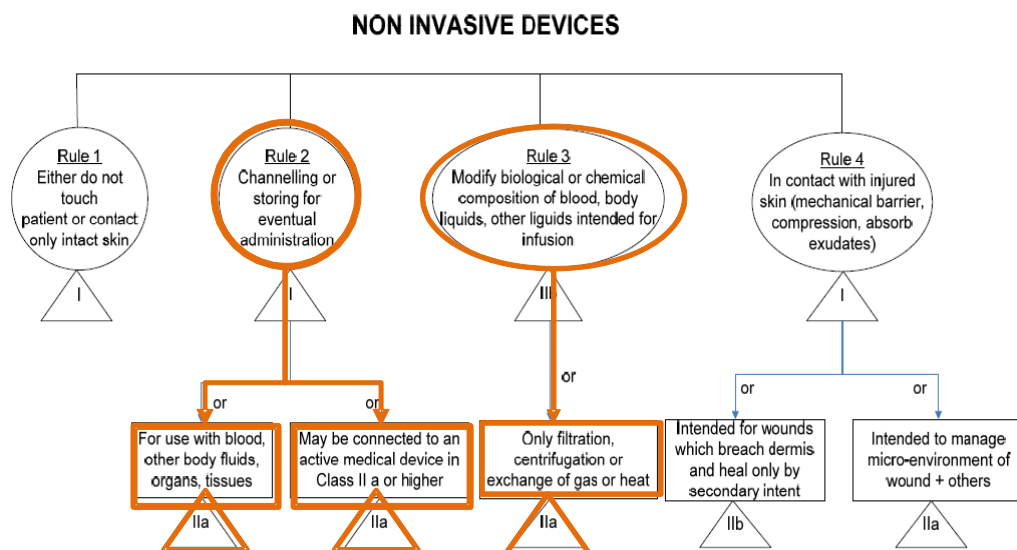 NON INVASIVE DEVICES
Rule 1
Either do not
touch
patient or contact
only intact skin
I
Rule 2
Channelling or
storing for
eventual
administration
I
Rule 3
Modify biological or chemical
composition of blood, body
liquids, other liguids intended for
infusion
IIb
Rule 4
In contact with injured
skin (mechanical barrier,
compression, absorb
exudates)
I
or
or
or
or
or
For use with blood,
other body fluids,
organs, tissues
IIa
May be connected to an
active medical device in
Class II a or higher
IIa
Only filtration,
centrifugation or
exchange of gas or heat
IIa
Intended for wounds
which breach dermis
and heal only by
secondary intent
IIb
Intended to manage
micro-environment of
wound + others
IIa